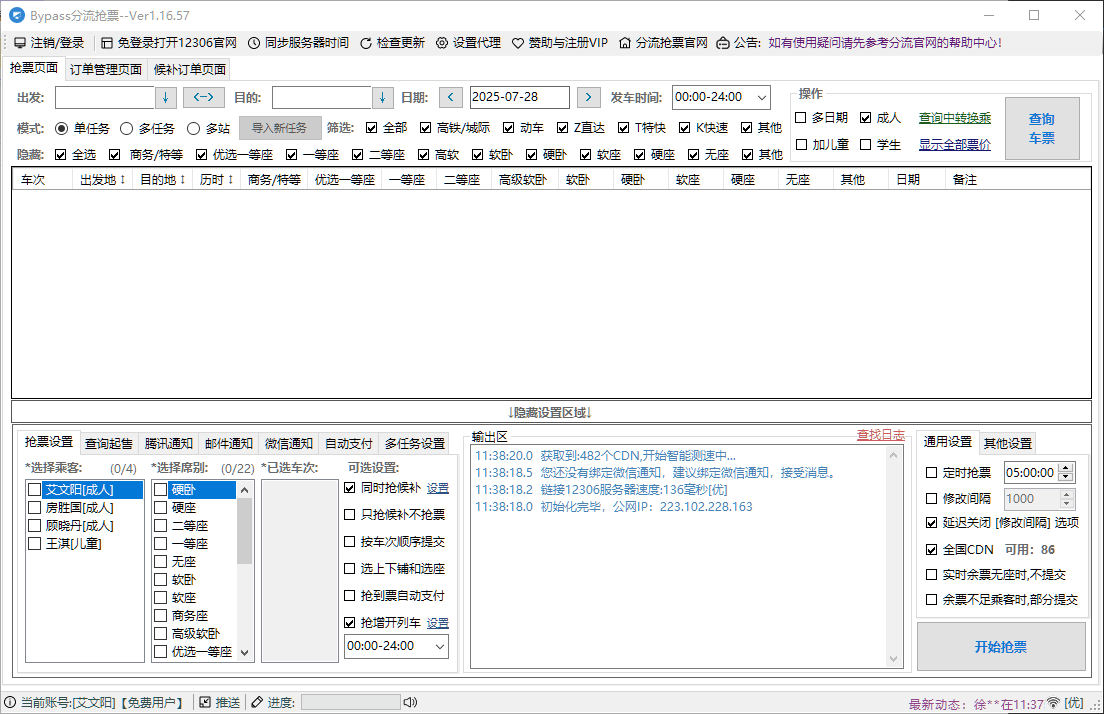 Bypass分流抢票--Ver1.16.57
注销/登录 免登录打开12306官网 同步服务器时间 检查更新 设置代理 赞助与注册VIP 分流抢票官网 公告: 如有使用疑问请先参考分流官网的帮助中心!
抢票页面 订单管理页面 候补订单页面
出发: ↓ <--> 目的: ↓ 日期: < 2025-07-28 > 发车时间: 00:00-24:00
操作
多日期 成人 查询中转换乘
加儿童 学生 显示全部票价
查询
车票
模式: 单任务 多任务 多站 导入新任务 筛选: 全部 高铁/城际 动车 Z直达 T特快 K快速 其他
隐藏: 全选 商务/特等 优选一等座 一等座 二等座 高软 软卧 硬卧 软座 硬座 无座 其他
车次 出发地↕ 目的地↕ 历时↕ 商务/特等 优选一等座 一等座 二等座 高级软卧 软卧 硬卧 软座 硬座 无座 其他 日期 备注
↓隐藏设置区域↓
抢票设置 查询起售 腾讯通知 邮件通知 微信通知 自动支付 多任务设置
*选择乘客: (0/4) *选择席别: (0/22) *已选车次: 可选设置:
艾文阳[成人]
房胜国[成人]
顾晓丹[成人]
王淇[儿童]
硬卧
硬座
二等座
一等座
无座
软卧
软座
商务座
高级软卧
优选一等座
同时抢候补 设置
只抢候补不抢票
按车次顺序提交
选上下铺和选座
抢到票自动支付
抢增开列车 设置
00:00-24:00
输出区 查找日志
11:38:20.0 获取到:482个CDN,开始智能测速中...
11:38:18.5 您还没有绑定微信通知，建议绑定微信通知，接受消息。
11:38:18.2 链接12306服务器速度:136毫秒[优]
11:38:18.0 初始化完毕，公网IP：223.102.228.163
通用设置 其他设置
定时抢票 05:00:00
修改间隔 1000
延迟关闭 [修改间隔] 选项
全国CDN 可用：86
实时余票无座时,不提交
余票不足乘客时,部分提交
开始抢票
当前账号:[艾文阳]【免费用户】 推送 进度: 最新动态：徐**在11:37 [优]